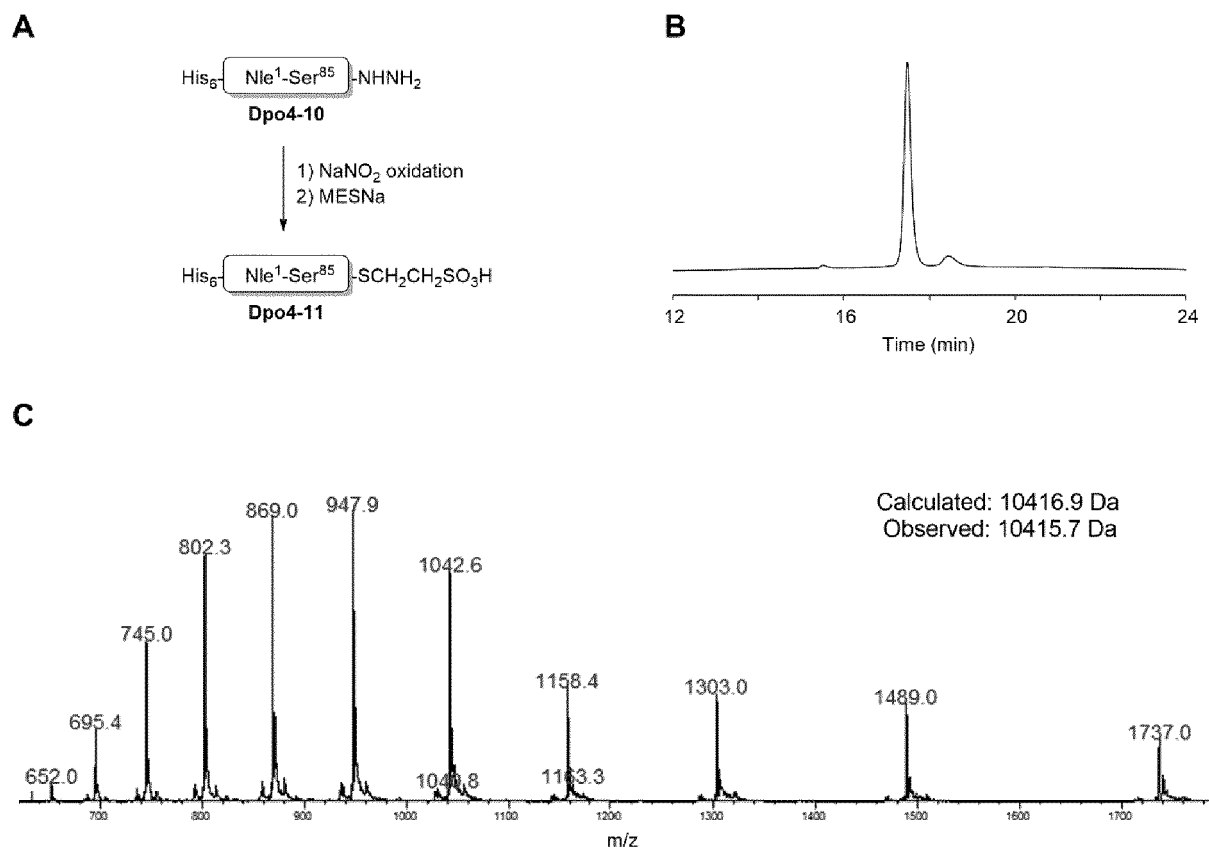 A
His₆- Nle¹-Ser⁸⁵ -NHNH₂
Dpo4-10
1) NaNO₂ oxidation
2) MESNa
His₆- Nle¹-Ser⁸⁵ -SCH₂CH₂SO₃H
Dpo4-11
B
12 16 20 24
Time (min)
C
Calculated: 10416.9 Da
Observed: 10415.7 Da
652.0
695.4
745.0
802.3
869.0
947.9
1042.6
1040.8
1158.4
1163.3
1303.0
1489.0
1737.0
700 800 900 1000 1100 1200 1300 1400 1500 1600 1700
m/z